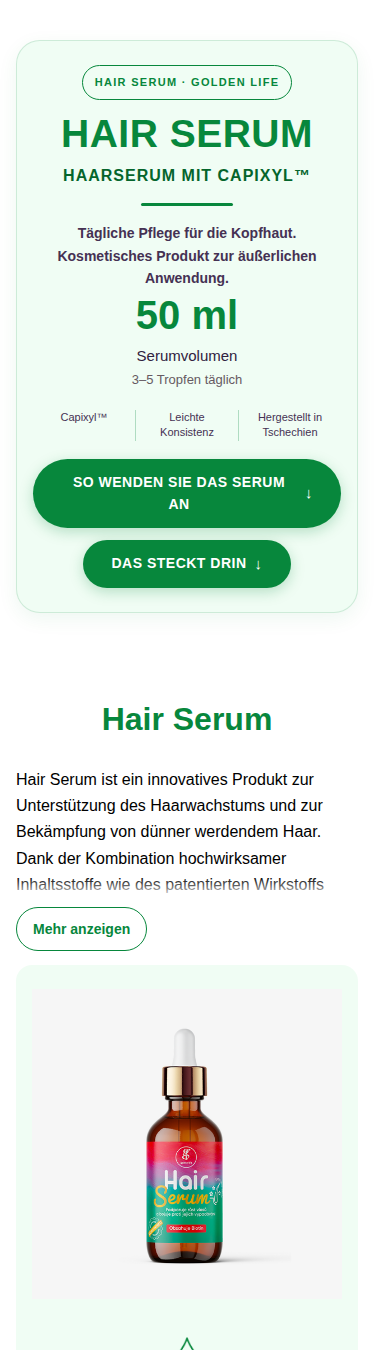 HAIR SERUM · GOLDEN LIFE
HAIR SERUM
HAARSERUM MIT CAPIXYL™
Tägliche Pflege für die Kopfhaut.
Kosmetisches Produkt zur äußerlichen
Anwendung.
50 ml
Serumvolumen
3–5 Tropfen täglich
Capixyl™
Leichte
Konsistenz
Hergestellt in
Tschechien
SO WENDEN SIE DAS SERUM
AN ↓
DAS STECKT DRIN ↓
Hair Serum
Hair Serum ist ein innovatives Produkt zur
Unterstützung des Haarwachstums und zur
Bekämpfung von dünner werdendem Haar.
Dank der Kombination hochwirksamer
Inhaltsstoffe wie des patentierten Wirkstoffs
Mehr anzeigen
Hair
Serum
Obsahuje Biotin